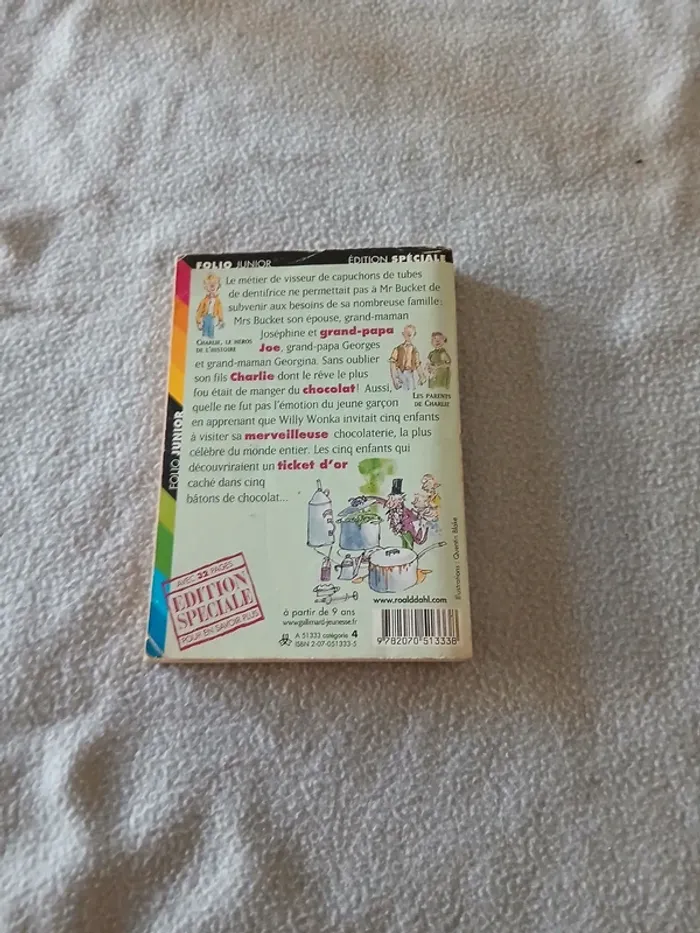 FOLIO JUNIOR
ÉDITION SPÉCIALE
Le métier de visseur de capuchons de tubes
de dentifrice ne permettait pas à Mr Bucket de
subvenir aux besoins de sa nombreuse famille:
Mrs Bucket son épouse, grand-maman
Joséphine et grand-papa
Joe, grand-papa Georges
et grand-maman Georgina. Sans oublier
son fils Charlie dont le rêve le plus
fou était de manger du chocolat! Aussi,
quelle ne fut pas l'émotion du jeune garçon
en apprenant que Willy Wonka invitait cinq enfants
à visiter sa merveilleuse chocolaterie, la plus
célèbre du monde entier. Les cinq enfants qui
découvriraient un ticket d'or
caché dans cinq
bâtons de chocolat...
CHARLIE, LE HÉROS
DE L'HISTOIRE
LES PARENTS
DE CHARLIE
FOLIO JUNIOR
AVEC 32 PAGES
EDITION
SPECIALE
POUR EN SAVOIR PLUS
à partir de 9 ans
www.gallimard-jeunesse.fr
A 51333 catégorie 4
ISBN 2-07-051333-5
www.roalddahl.com
Illustrations : Quentin Blake
9 782070 513338